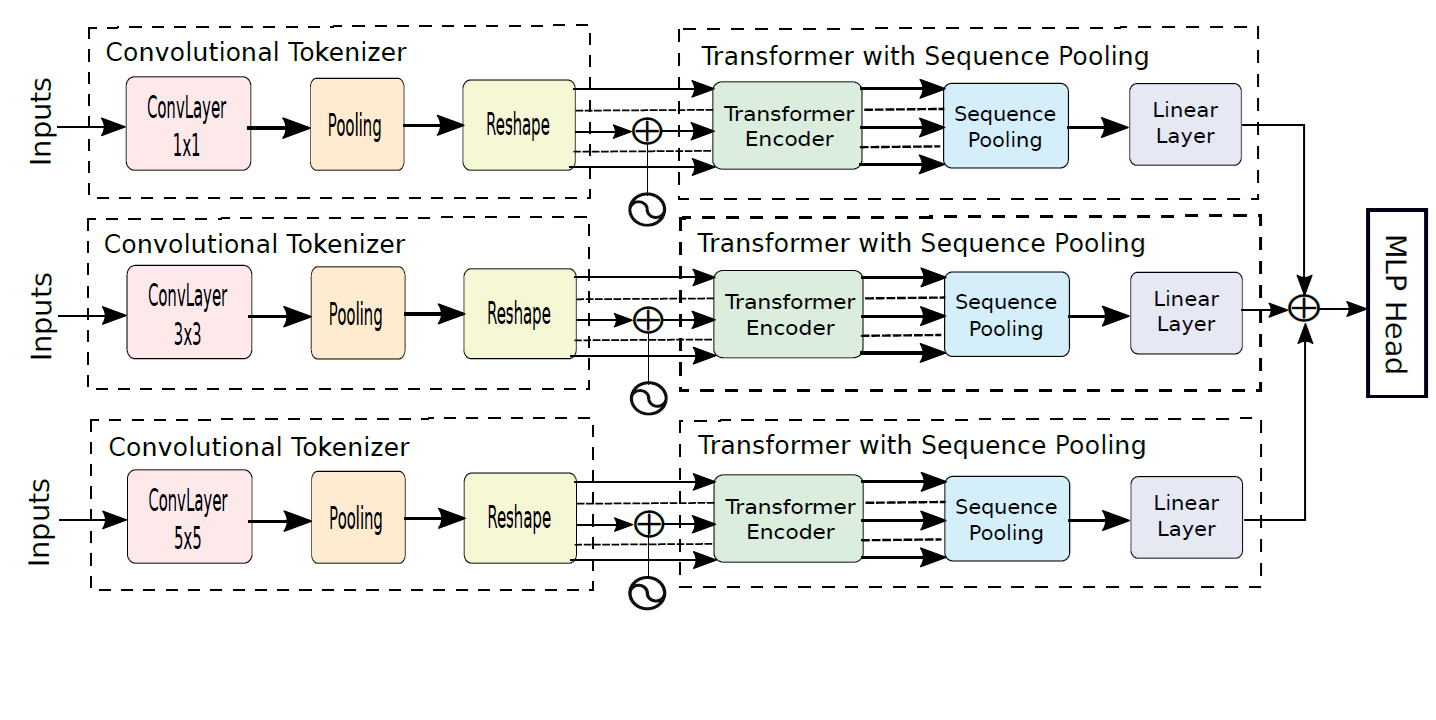 Convolutional Tokenizer
Inputs
ConvLayer
1x1
Pooling
Reshape
Transformer with Sequence Pooling
Transformer
Encoder
Sequence
Pooling
Linear
Layer
Convolutional Tokenizer
Inputs
ConvLayer
3x3
Pooling
Reshape
Transformer with Sequence Pooling
Transformer
Encoder
Sequence
Pooling
Linear
Layer
MLP Head
Convolutional Tokenizer
Inputs
ConvLayer
5x5
Pooling
Reshape
Transformer with Sequence Pooling
Transformer
Encoder
Sequence
Pooling
Linear
Layer